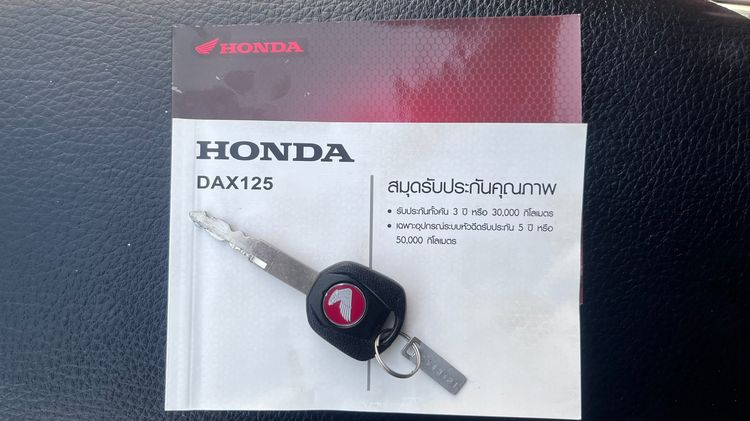 HONDA
HONDA
DAX125
สมุดรับประกันคุณภาพ
• รับประกันทั้งคัน 3 ปี หรือ 30,000 กิโลเมตร
• เฉพาะอุปกรณ์ระบบหัวฉีดรับประกัน 5 ปี หรือ
50,000 กิโลเมตร